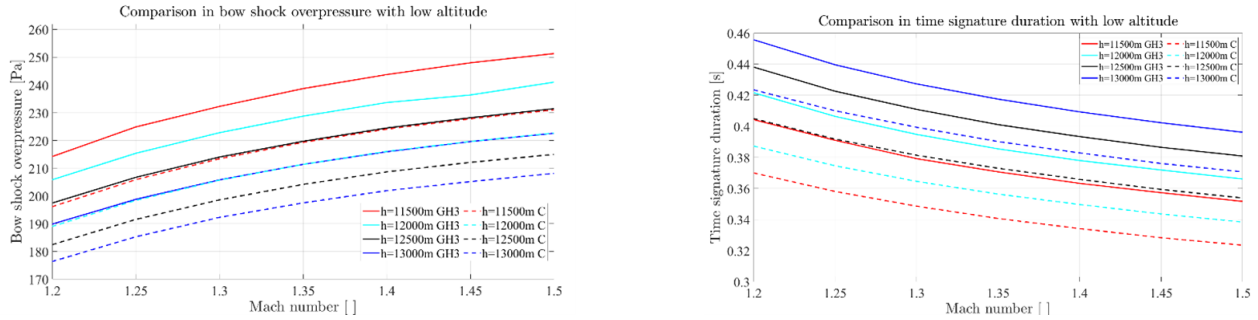 Comparison in bow shock overpressure with low altitude
Bow shock overpressure [Pa]
260
250
240
230
220
210
200
190
180
170
h=11500m GH3 h=11500m C
h=12000m GH3 h=12000m C
h=12500m GH3 h=12500m C
h=13000m GH3 h=13000m C
1.2 1.25 1.3 1.35 1.4 1.45 1.5
Mach number [ ]
Comparison in time signature duration with low altitude
Time signature duration [s]
0.46
0.44
0.42
0.4
0.38
0.36
0.34
0.32
0.3
h=11500m GH3 h=11500m C
h=12000m GH3 h=12000m C
h=12500m GH3 h=12500m C
h=13000m GH3 h=13000m C
1.2 1.25 1.3 1.35 1.4 1.45 1.5
Mach number [ ]